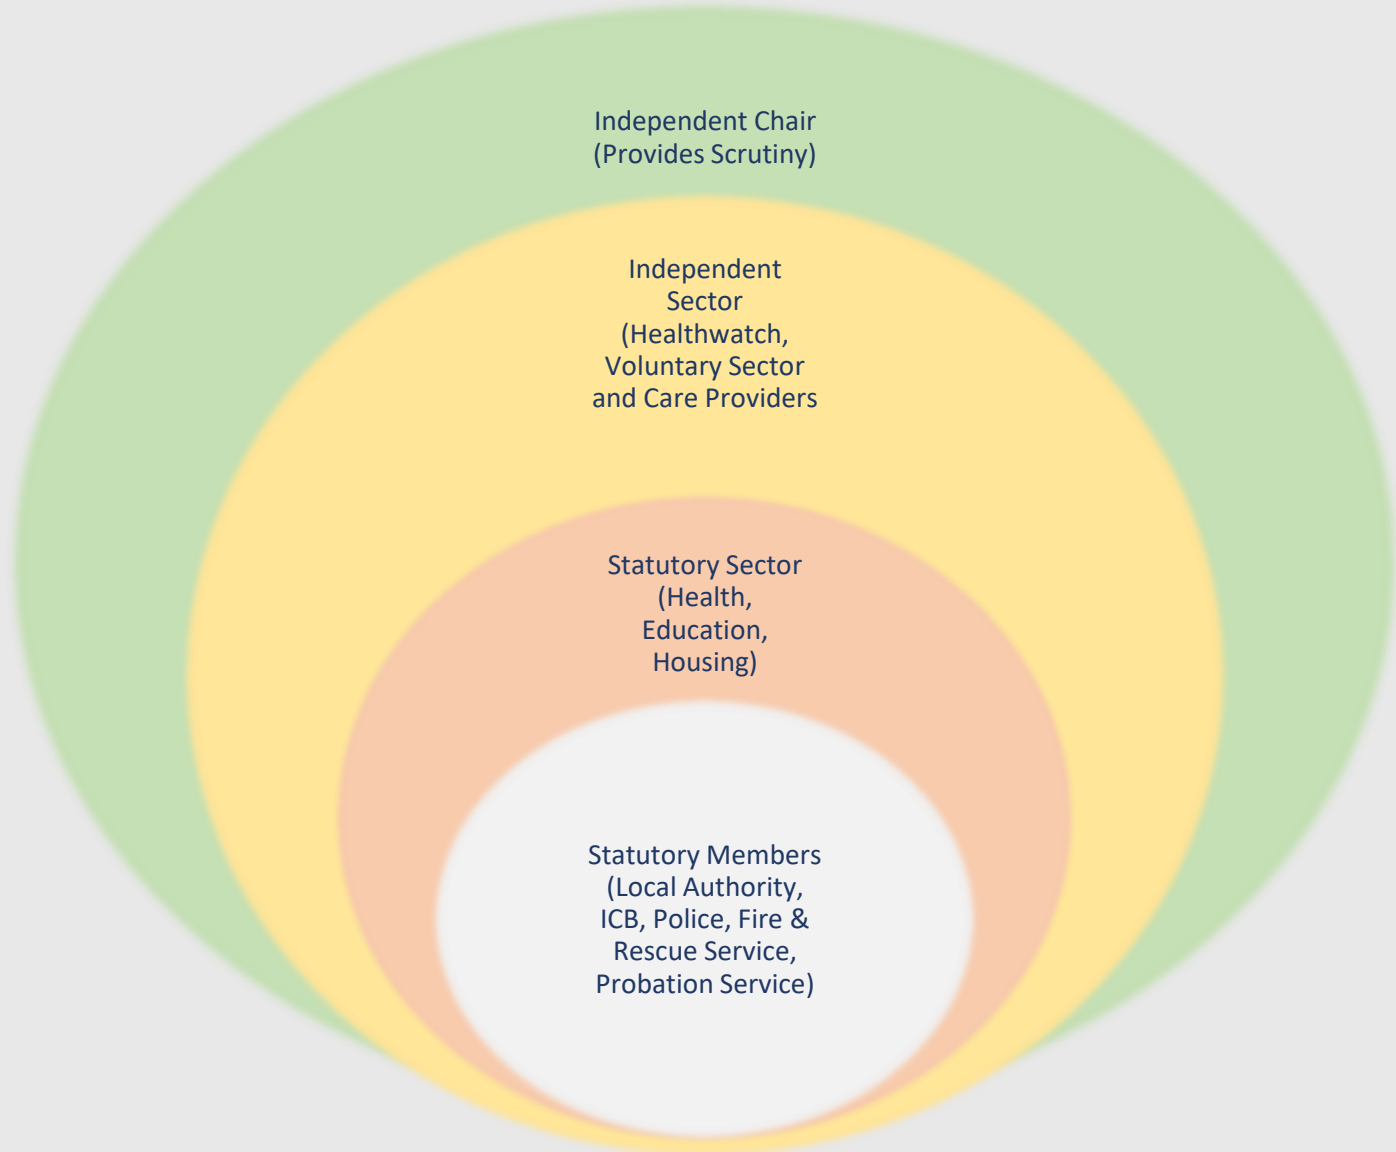 Independent Chair
(Provides Scrutiny)
Independent
Sector
(Healthwatch,
Voluntary Sector
and Care Providers
Statutory Sector
(Health,
Education,
Housing)
Statutory Members
(Local Authority,
ICB, Police, Fire &
Rescue Service,
Probation Service)